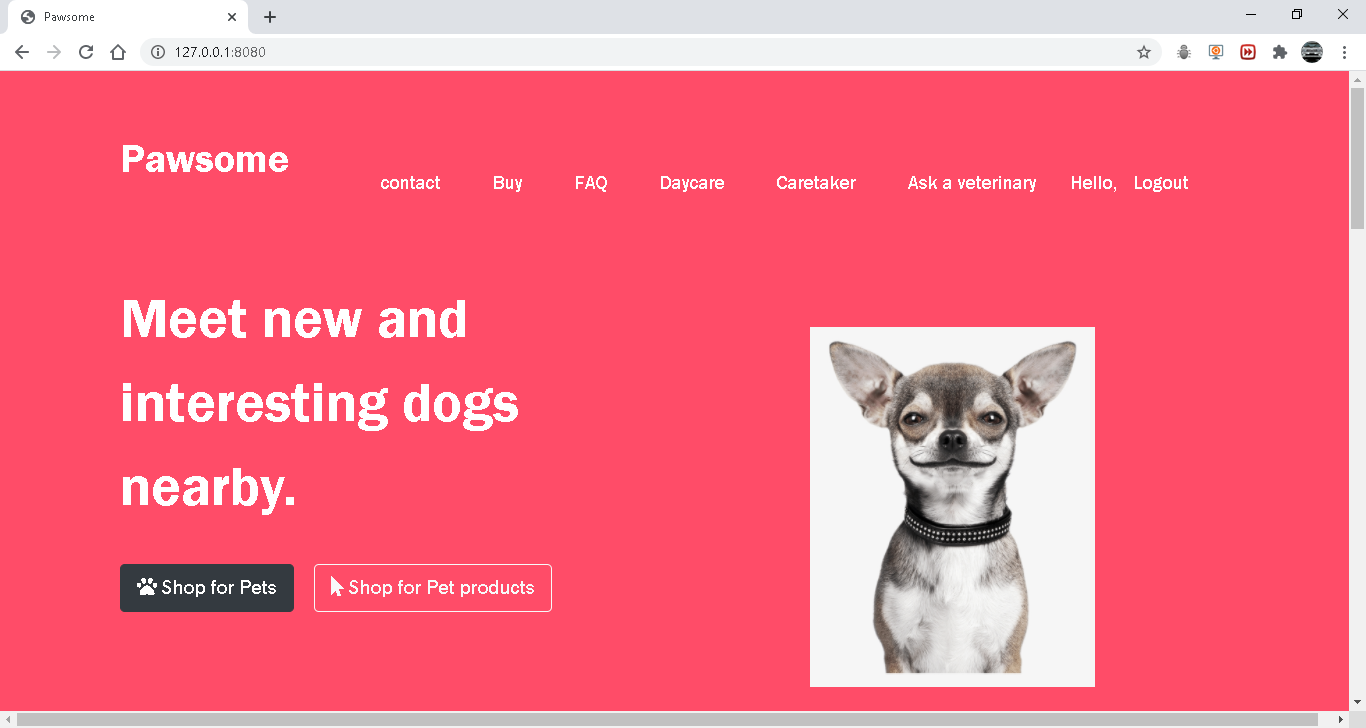 Pawsome
127.0.0.1:8080
Pawsome
contact Buy FAQ Daycare Caretaker Ask a veterinary Hello, Logout
Meet new and
interesting dogs
nearby.
Shop for Pets Shop for Pet products